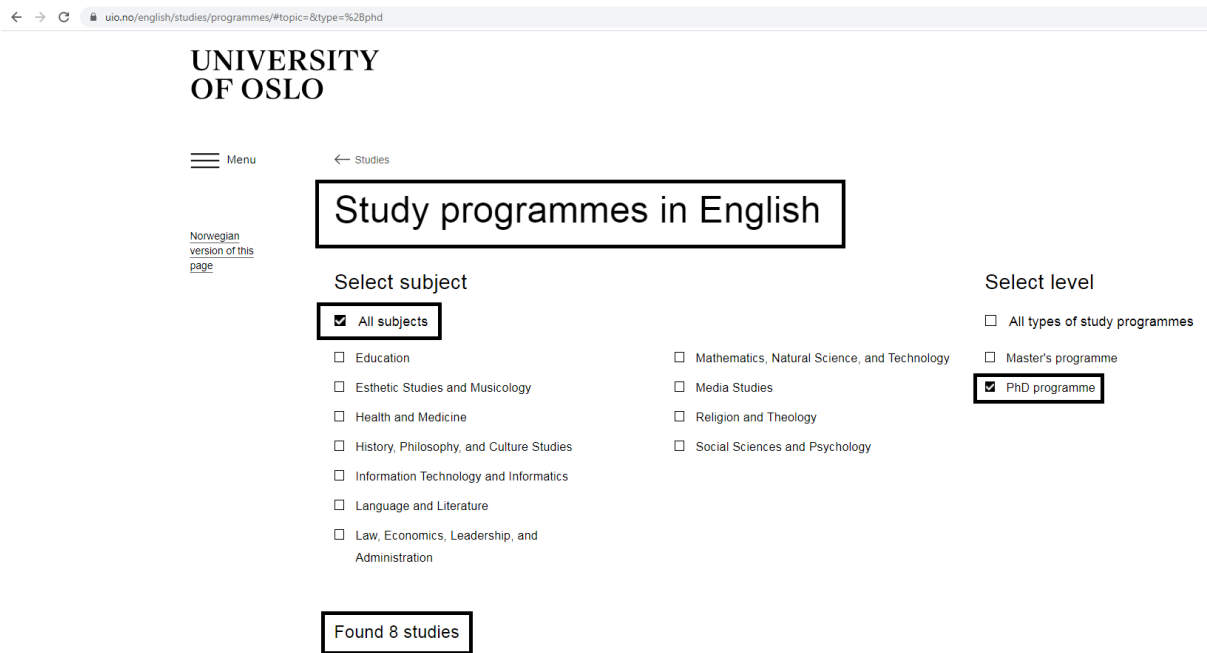 uio.no/english/studies/programmes/#topic=&type=%2Bphd
UNIVERSITY
OF OSLO
Menu
Studies
Study programmes in English
Norwegian
version of this
page
Select subject
All subjects
Education
Esthetic Studies and Musicology
Health and Medicine
History, Philosophy, and Culture Studies
Information Technology and Informatics
Language and Literature
Law, Economics, Leadership, and
Administration
Mathematics, Natural Science, and Technology
Media Studies
Religion and Theology
Social Sciences and Psychology
Select level
All types of study programmes
Master's programme
PhD programme
Found 8 studies